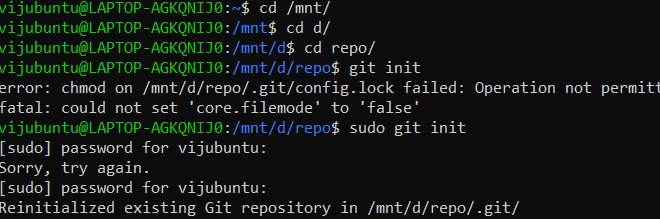 vijubuntu@LAPTOP-AGKQNIJ0:~$ cd /mnt/
vijubuntu@LAPTOP-AGKQNIJ0:/mnt$ cd d/
vijubuntu@LAPTOP-AGKQNIJ0:/mnt/d$ cd repo/
vijubuntu@LAPTOP-AGKQNIJ0:/mnt/d/repo$ git init
error: chmod on /mnt/d/repo/.git/config.lock failed: Operation not permitt
fatal: could not set 'core.filemode' to 'false'
vijubuntu@LAPTOP-AGKQNIJ0:/mnt/d/repo$ sudo git init
[sudo] password for vijubuntu:
Sorry, try again.
[sudo] password for vijubuntu:
Reinitialized existing Git repository in /mnt/d/repo/.git/